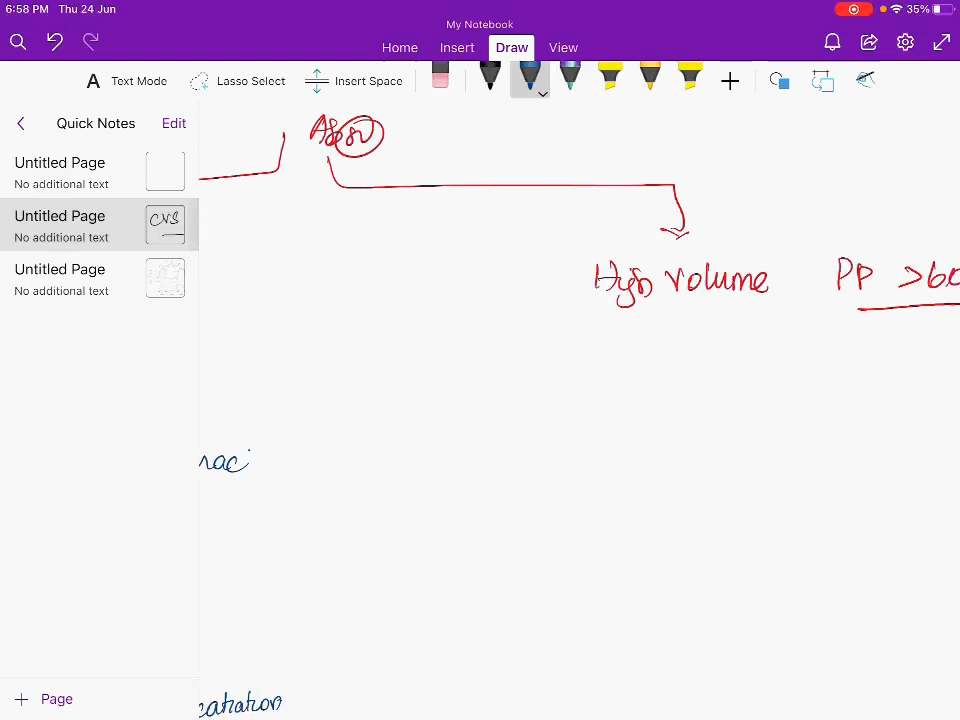 6:58 PM Thu 24 Jun
35%
My Notebook
Home Insert Draw View
Text Mode Lasso Select Insert Space
Quick Notes Edit
Untitled Page
No additional text
Untitled Page
No additional text
CNS
Untitled Page
No additional text
volume PP >60
Page